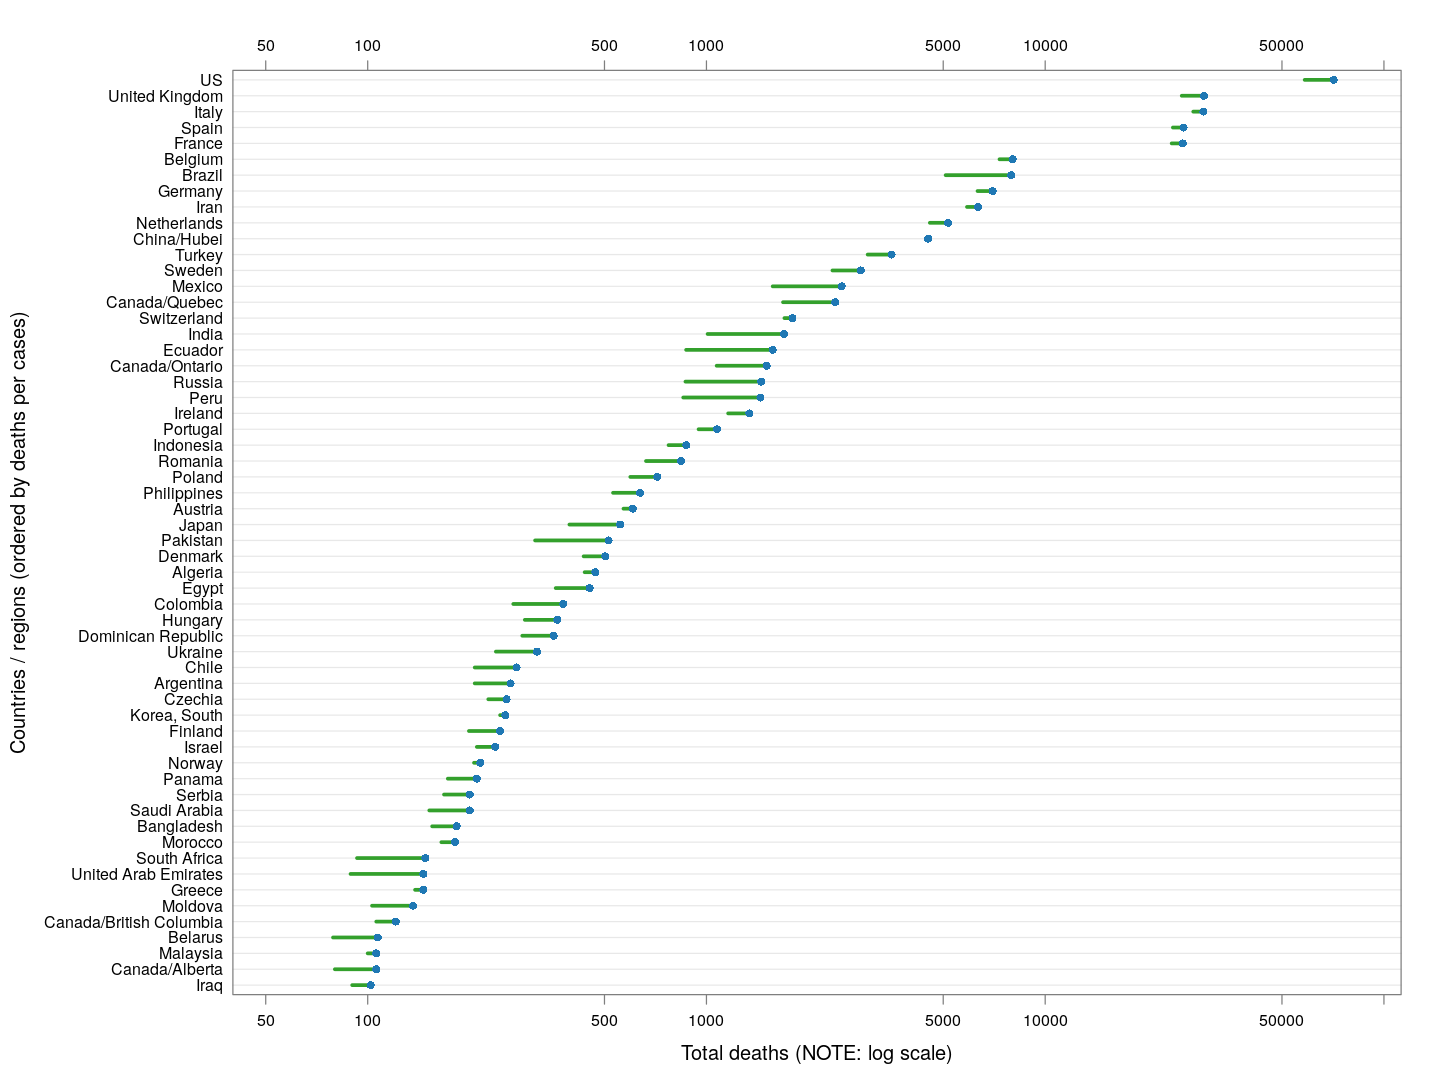 50 100 500 1000 5000 10000 50000
US
United Kingdom
Italy
Spain
France
Belgium
Brazil
Germany
Iran
Netherlands
China/Hubei
Turkey
Sweden
Mexico
Canada/Quebec
Switzerland
India
Ecuador
Canada/Ontario
Russia
Peru
Ireland
Portugal
Indonesia
Romania
Poland
Philippines
Austria
Japan
Pakistan
Denmark
Algeria
Egypt
Colombia
Hungary
Dominican Republic
Ukraine
Chile
Argentina
Czechia
Korea, South
Finland
Israel
Norway
Panama
Serbia
Saudi Arabia
Bangladesh
Morocco
South Africa
United Arab Emirates
Greece
Moldova
Canada/British Columbia
Belarus
Malaysia
Canada/Alberta
Iraq
50 100 500 1000 5000 10000 50000
Total deaths (NOTE: log scale)
Countries / regions (ordered by deaths per cases)